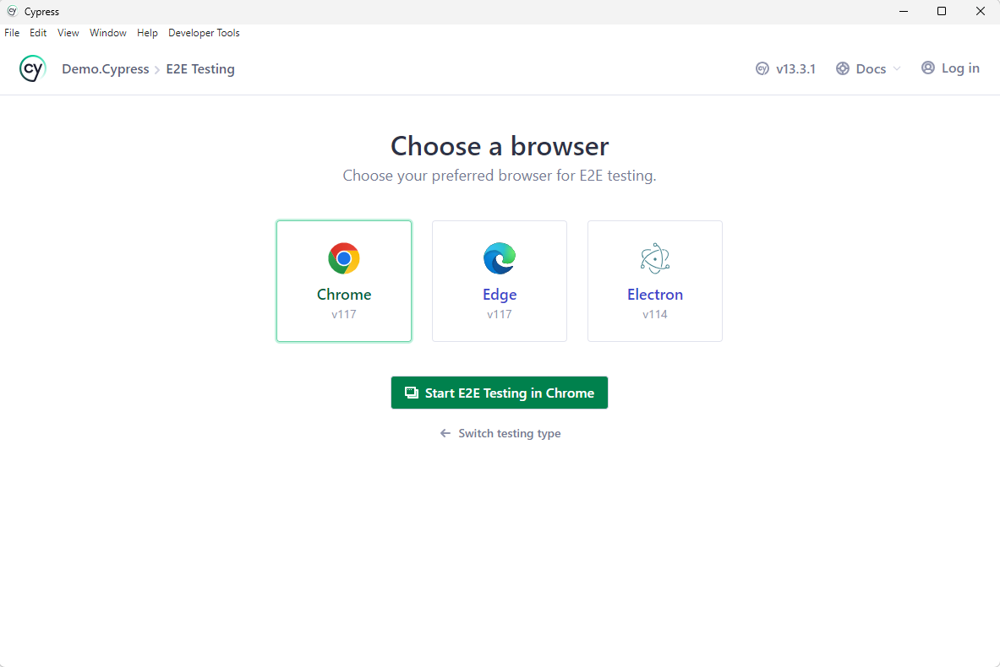 cy Cypress
File Edit View Window Help Developer Tools
cy Demo.Cypress E2E Testing cy v13.3.1 Docs Log in
Choose a browser
Choose your preferred browser for E2E testing.
Chrome Edge Electron
v117 v117 v114
Start E2E Testing in Chrome
Switch testing type